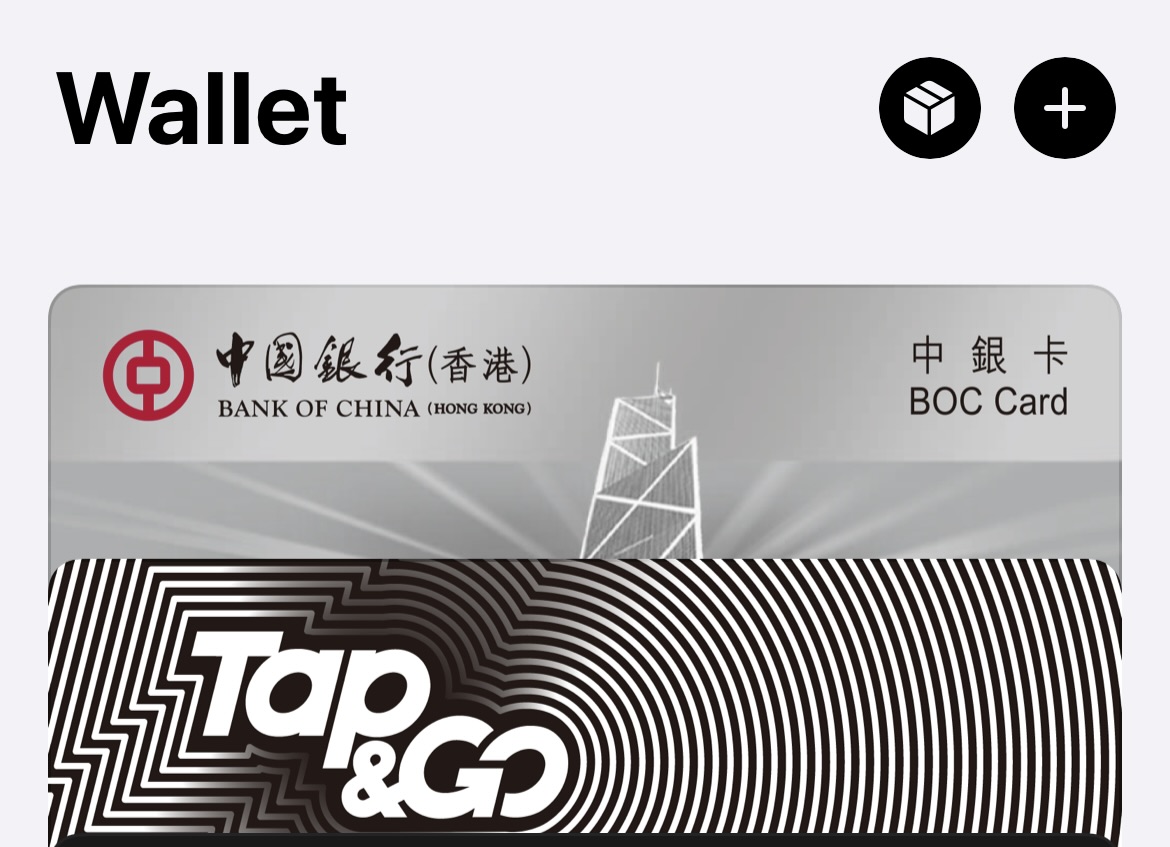 Wallet
中國銀行(香港)
BANK OF CHINA (HONG KONG)
中銀卡
BOC Card
Tap
&GO